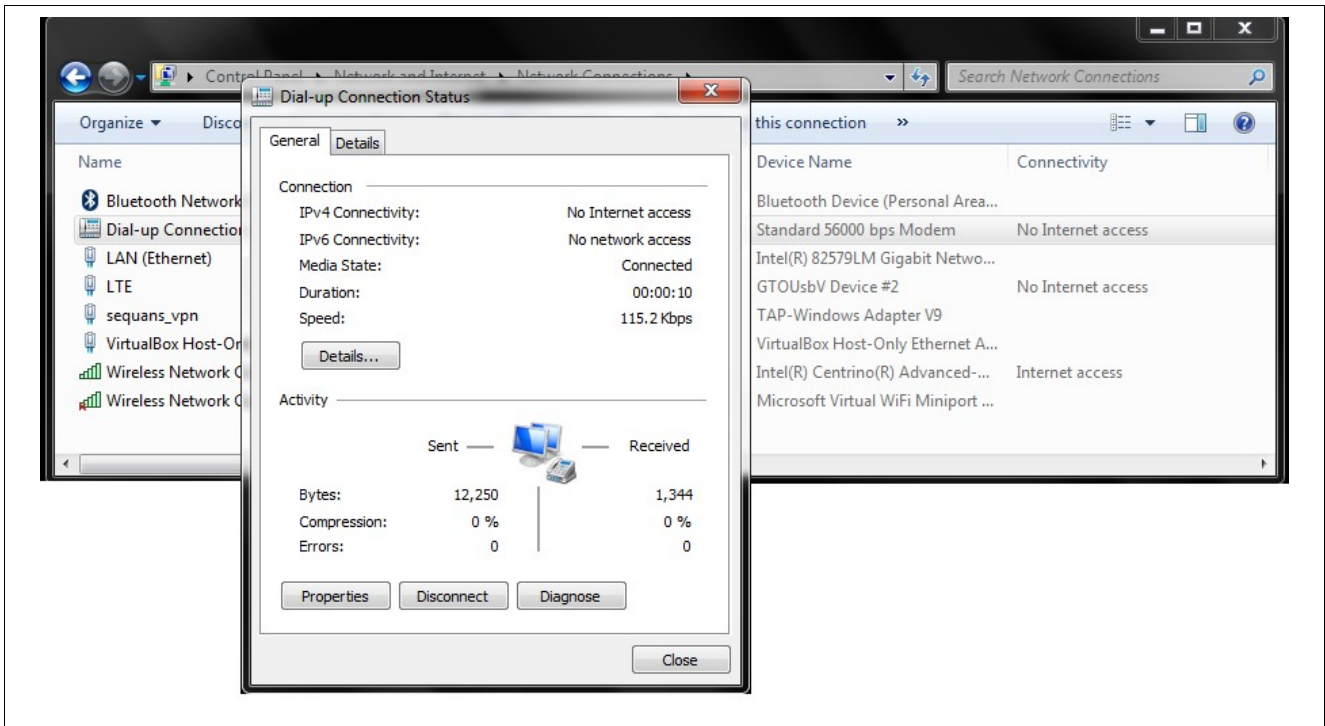 Control Panel Network and Internet Network Connections
Search Network Connections
Dial-up Connection Status
Organize Disco this connection »
General Details
Name Device Name Connectivity
Connection
Bluetooth Network Bluetooth Device (Personal Area...
IPv4 Connectivity: No Internet access
Dial-up Connection Standard 56000 bps Modem No Internet access
IPv6 Connectivity: No network access
LAN (Ethernet) Intel(R) 82579LM Gigabit Netwo...
Media State: Connected
LTE GTOUsbV Device #2 No Internet access
Duration: 00:00:10
sequans_vpn TAP-Windows Adapter V9
Speed: 115.2 Kbps
VirtualBox Host-On VirtualBox Host-Only Ethernet A...
Details...
Wireless Network C Intel(R) Centrino(R) Advanced-... Internet access
Wireless Network C Microsoft Virtual WiFi Miniport ...
Activity
Sent Received
Bytes: 12,250 1,344
Compression: 0 % 0 %
Errors: 0 0
Properties Disconnect Diagnose
Close